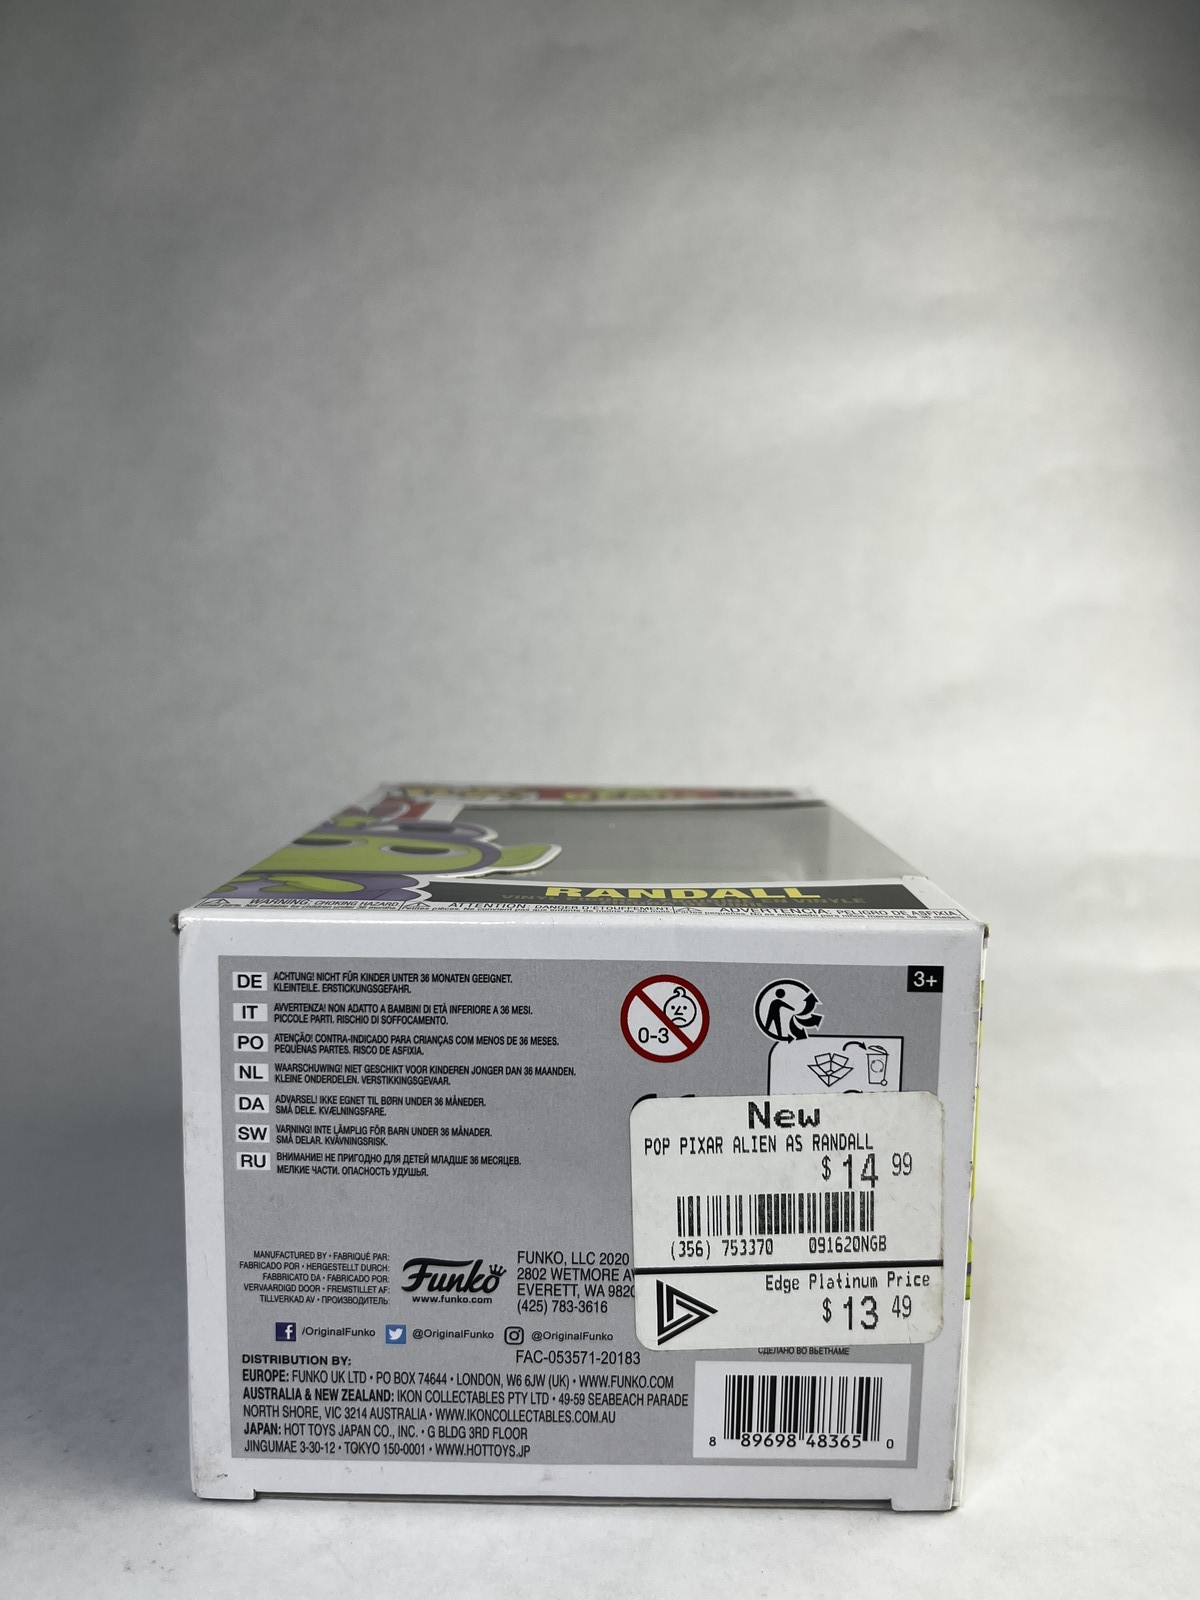 RANDALL
WARNING: CHOKING HAZARD
ATTENTION: DANGER D'ÉTOUFFEMENT
ADVERTENCIA: PELIGRO DE ASFIXIA
3+
DE ACHTUNG! NICHT FÜR KINDER UNTER 36 MONATEN GEEIGNET.
KLEINTEILE. ERSTICKUNGSGEFAHR.
IT AVVERTENZA! NON ADATTO A BAMBINI DI ETÀ INFERIORE A 36 MESI.
PICCOLE PARTI. RISCHIO DI SOFFOCAMENTO.
PO ATENÇÃO! CONTRA-INDICADO PARA CRIANÇAS COM MENOS DE 36 MESES.
PEQUENAS PARTES. RISCO DE ASFIXIA.
NL WAARSCHUWING! NIET GESCHIKT VOOR KINDEREN JONGER DAN 36 MAANDEN.
KLEINE ONDERDELEN. VERSTIKKINGSGEVAAR.
DA ADVARSEL! IKKE EGNET TIL BØRN UNDER 36 MÅNEDER.
SMÅ DELE. KVÆLNINGSFARE.
SW VARNING! INTE LÄMPLIG FÖR BARN UNDER 36 MÅNADER.
SMÅ DELAR. KVÄVNINGSRISK.
RU ВНИМАНИЕ! НЕ ПРИГОДНО ДЛЯ ДЕТЕЙ МЛАДШЕ 36 МЕСЯЦЕВ.
МЕЛКИЕ ЧАСТИ. ОПАСНОСТЬ УДУШЬЯ.
0-3
New
POP PIXAR ALIEN AS RANDALL
$ 14 99
(356) 753370 091620NGB
Edge Platinum Price
$ 13 49
MANUFACTURED BY • FABRIQUÉ PAR:
FABRICADO POR • HERGESTELLT DURCH:
FABBRICATO DA • FABRICADO POR:
VERVAARDIGD DOOR • FREMSTILLET AF:
TILLVERKAD AV • ПРОИЗВОДИТЕЛЬ:
Funko
www.funko.com
FUNKO, LLC 2020
2802 WETMORE AV
EVERETT, WA 9820
(425) 783-3616
/OriginalFunko @OriginalFunko @OriginalFunko
FAC-053571-20183
СДЕЛАНО ВО ВЬЕТНАМЕ
DISTRIBUTION BY:
EUROPE: FUNKO UK LTD • PO BOX 74644 • LONDON, W6 6JW (UK) • WWW.FUNKO.COM
AUSTRALIA & NEW ZEALAND: IKON COLLECTABLES PTY LTD • 49-59 SEABEACH PARADE
NORTH SHORE, VIC 3214 AUSTRALIA • WWW.IKONCOLLECTABLES.COM.AU
JAPAN: HOT TOYS JAPAN CO., INC. • G BLDG 3RD FLOOR
JINGUMAE 3-30-12 • TOKYO 150-0001 • WWW.HOTTOYS.JP
8 89698 48365 0